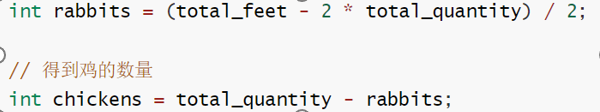 int rabbits = (total_feet - 2 * total_quantity) / 2;
// 得到鸡的数量
int chickens = total_quantity - rabbits;